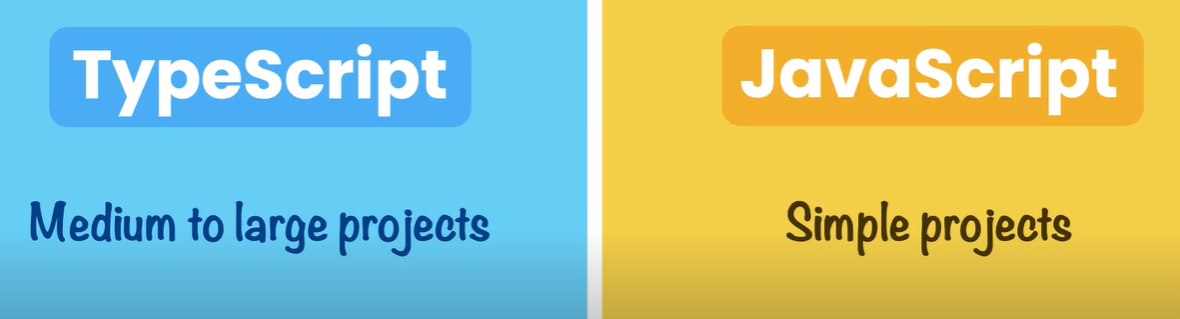 TypeScript
Medium to large projects
JavaScript
Simple projects